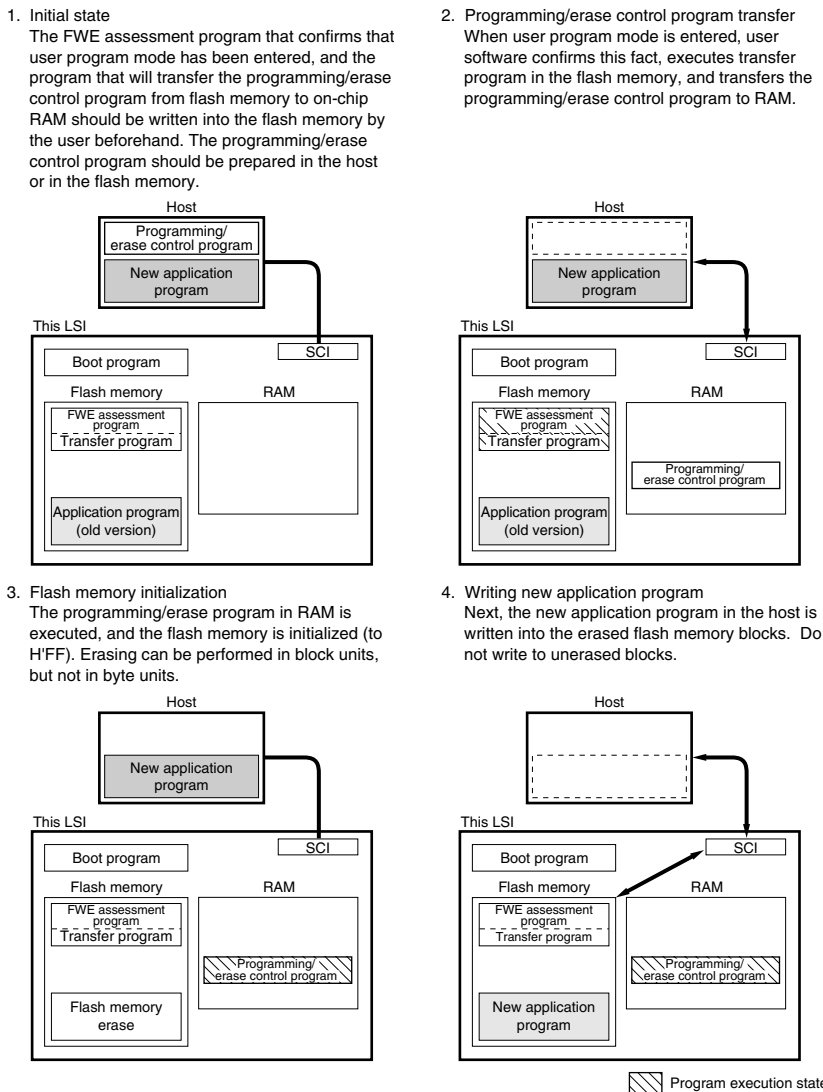 1. Initial state
The FWE assessment program that confirms that
user program mode has been entered, and the
program that will transfer the programming/erase
control program from flash memory to on-chip
RAM should be written into the flash memory by
the user beforehand. The programming/erase
control program should be prepared in the host
or in the flash memory.
Host
Programming/
erase control program
New application
program
This LSI
SCI
Boot program
Flash memory
RAM
FWE assessment
program
Transfer program
Application program
(old version)
2. Programming/erase control program transfer
When user program mode is entered, user
software confirms this fact, executes transfer
program in the flash memory, and transfers the
programming/erase control program to RAM.
Host
New application
program
This LSI
SCI
Boot program
Flash memory
RAM
FWE assessment
program
Transfer program
Programming/
erase control program
Application program
(old version)
3. Flash memory initialization
The programming/erase program in RAM is
executed, and the flash memory is initialized (to
H'FF). Erasing can be performed in block units,
but not in byte units.
Host
New application
program
This LSI
SCI
Boot program
Flash memory
RAM
FWE assessment
program
Transfer program
Programming/
erase control program
Flash memory
erase
4. Writing new application program
Next, the new application program in the host is
written into the erased flash memory blocks. Do
not write to unerased blocks.
Host
This LSI
SCI
Boot program
Flash memory
RAM
FWE assessment
program
Transfer program
Programming/
erase control program
New application
program
Program execution state